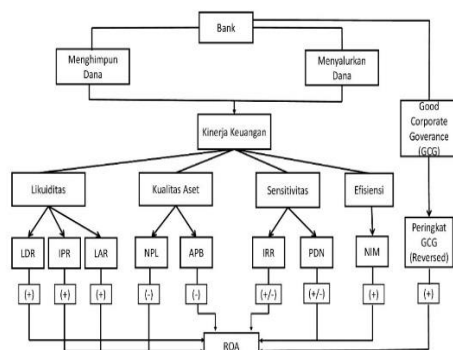 Bank
Menghimpun
Dana
Menyalurkan
Dana
Good
Corporate
Goverance
(GCG)
Kinerja Keuangan
Likuiditas
Kualitas Aset
Sensitivitas
Efisiensi
LDR
IPR
LAR
NPL
APB
IRR
PDN
NIM
Peringkat
GCG
(Reversed)
(+)
(+)
(+)
(-)
(-)
(+/-)
(+/-)
(+)
(+)
ROA